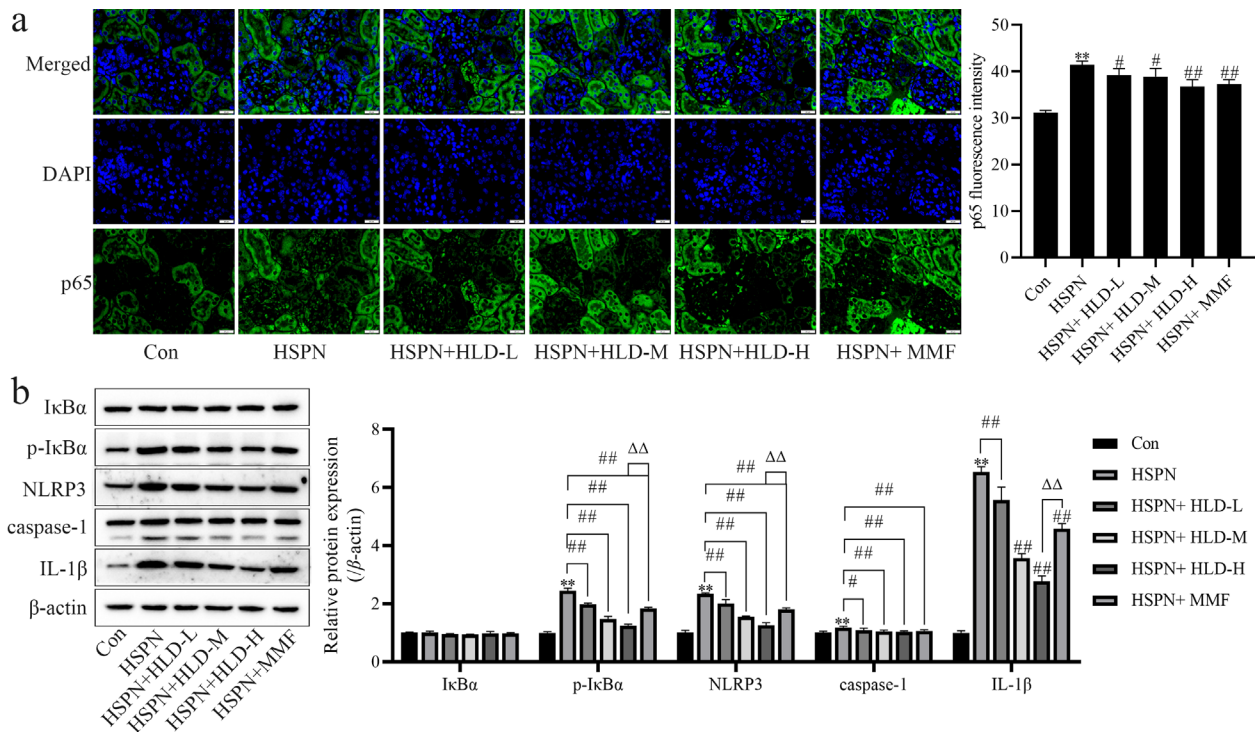 a
Merged
DAPI
p65
Con HSPN HSPN+HLD-L HSPN+HLD-M HSPN+HLD-H HSPN+ MMF
p65 fluorescence intensity
50
40
30
20
10
0
** # # ## ##
Con
HSPN
HSPN+ HLD-L
HSPN+ HLD-M
HSPN+ HLD-H
HSPN+ MMF
b
IκBα
p-IκBα
NLRP3
caspase-1
IL-1β
β-actin
Con
HSPN
HSPN+HLD-L
HSPN+HLD-M
HSPN+HLD-H
HSPN+MMF
Relative protein expression
(/β-actin)
8
6
4
2
0
** ## ## ## ΔΔ
** ## ## ## ΔΔ
** # ## ## ##
** ## ## ## ΔΔ ##
IκBα p-IκBα NLRP3 caspase-1 IL-1β
Con
HSPN
HSPN+ HLD-L
HSPN+ HLD-M
HSPN+ HLD-H
HSPN+ MMF